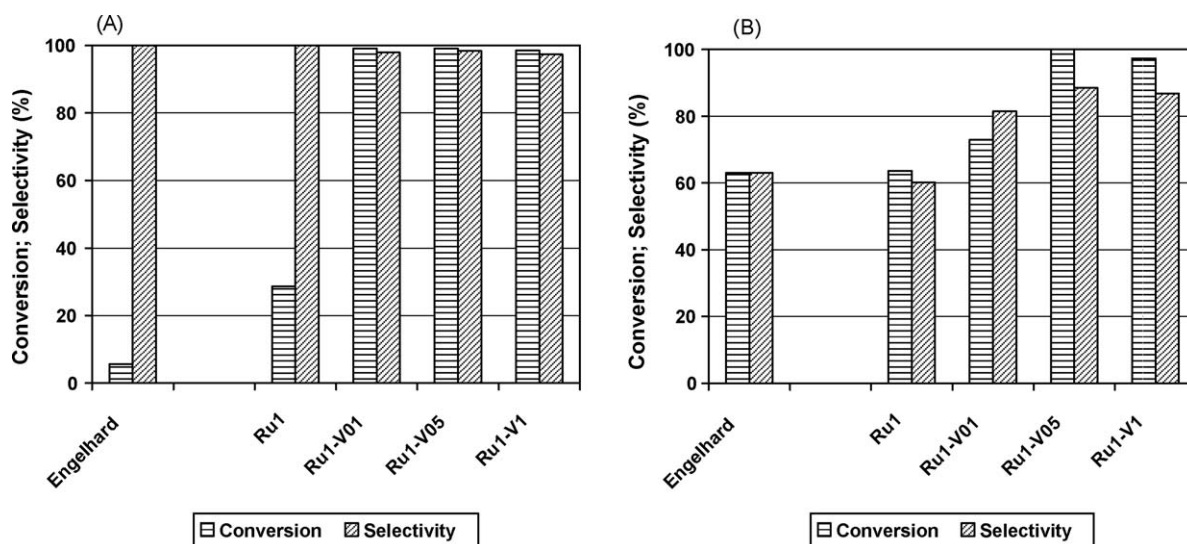 (A)
Conversion; Selectivity (%)
100
80
60
40
20
0
Engelhard
Ru1
Ru1-V01
Ru1-V05
Ru1-V1
Conversion Selectivity
(B)
Conversion; Selectivity (%)
100
80
60
40
20
0
Engelhard
Ru1
Ru1-V01
Ru1-V05
Ru1-V1
Conversion Selectivity